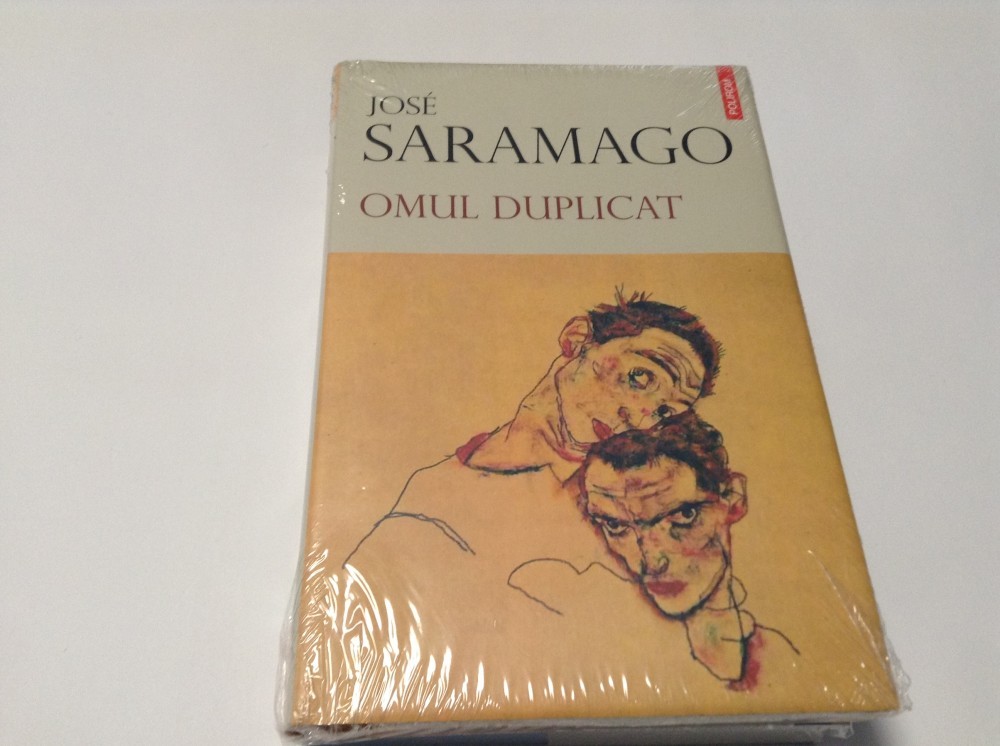 JOSÉ
SARAMAGO
OMUL DUPLICAT
POLIROM